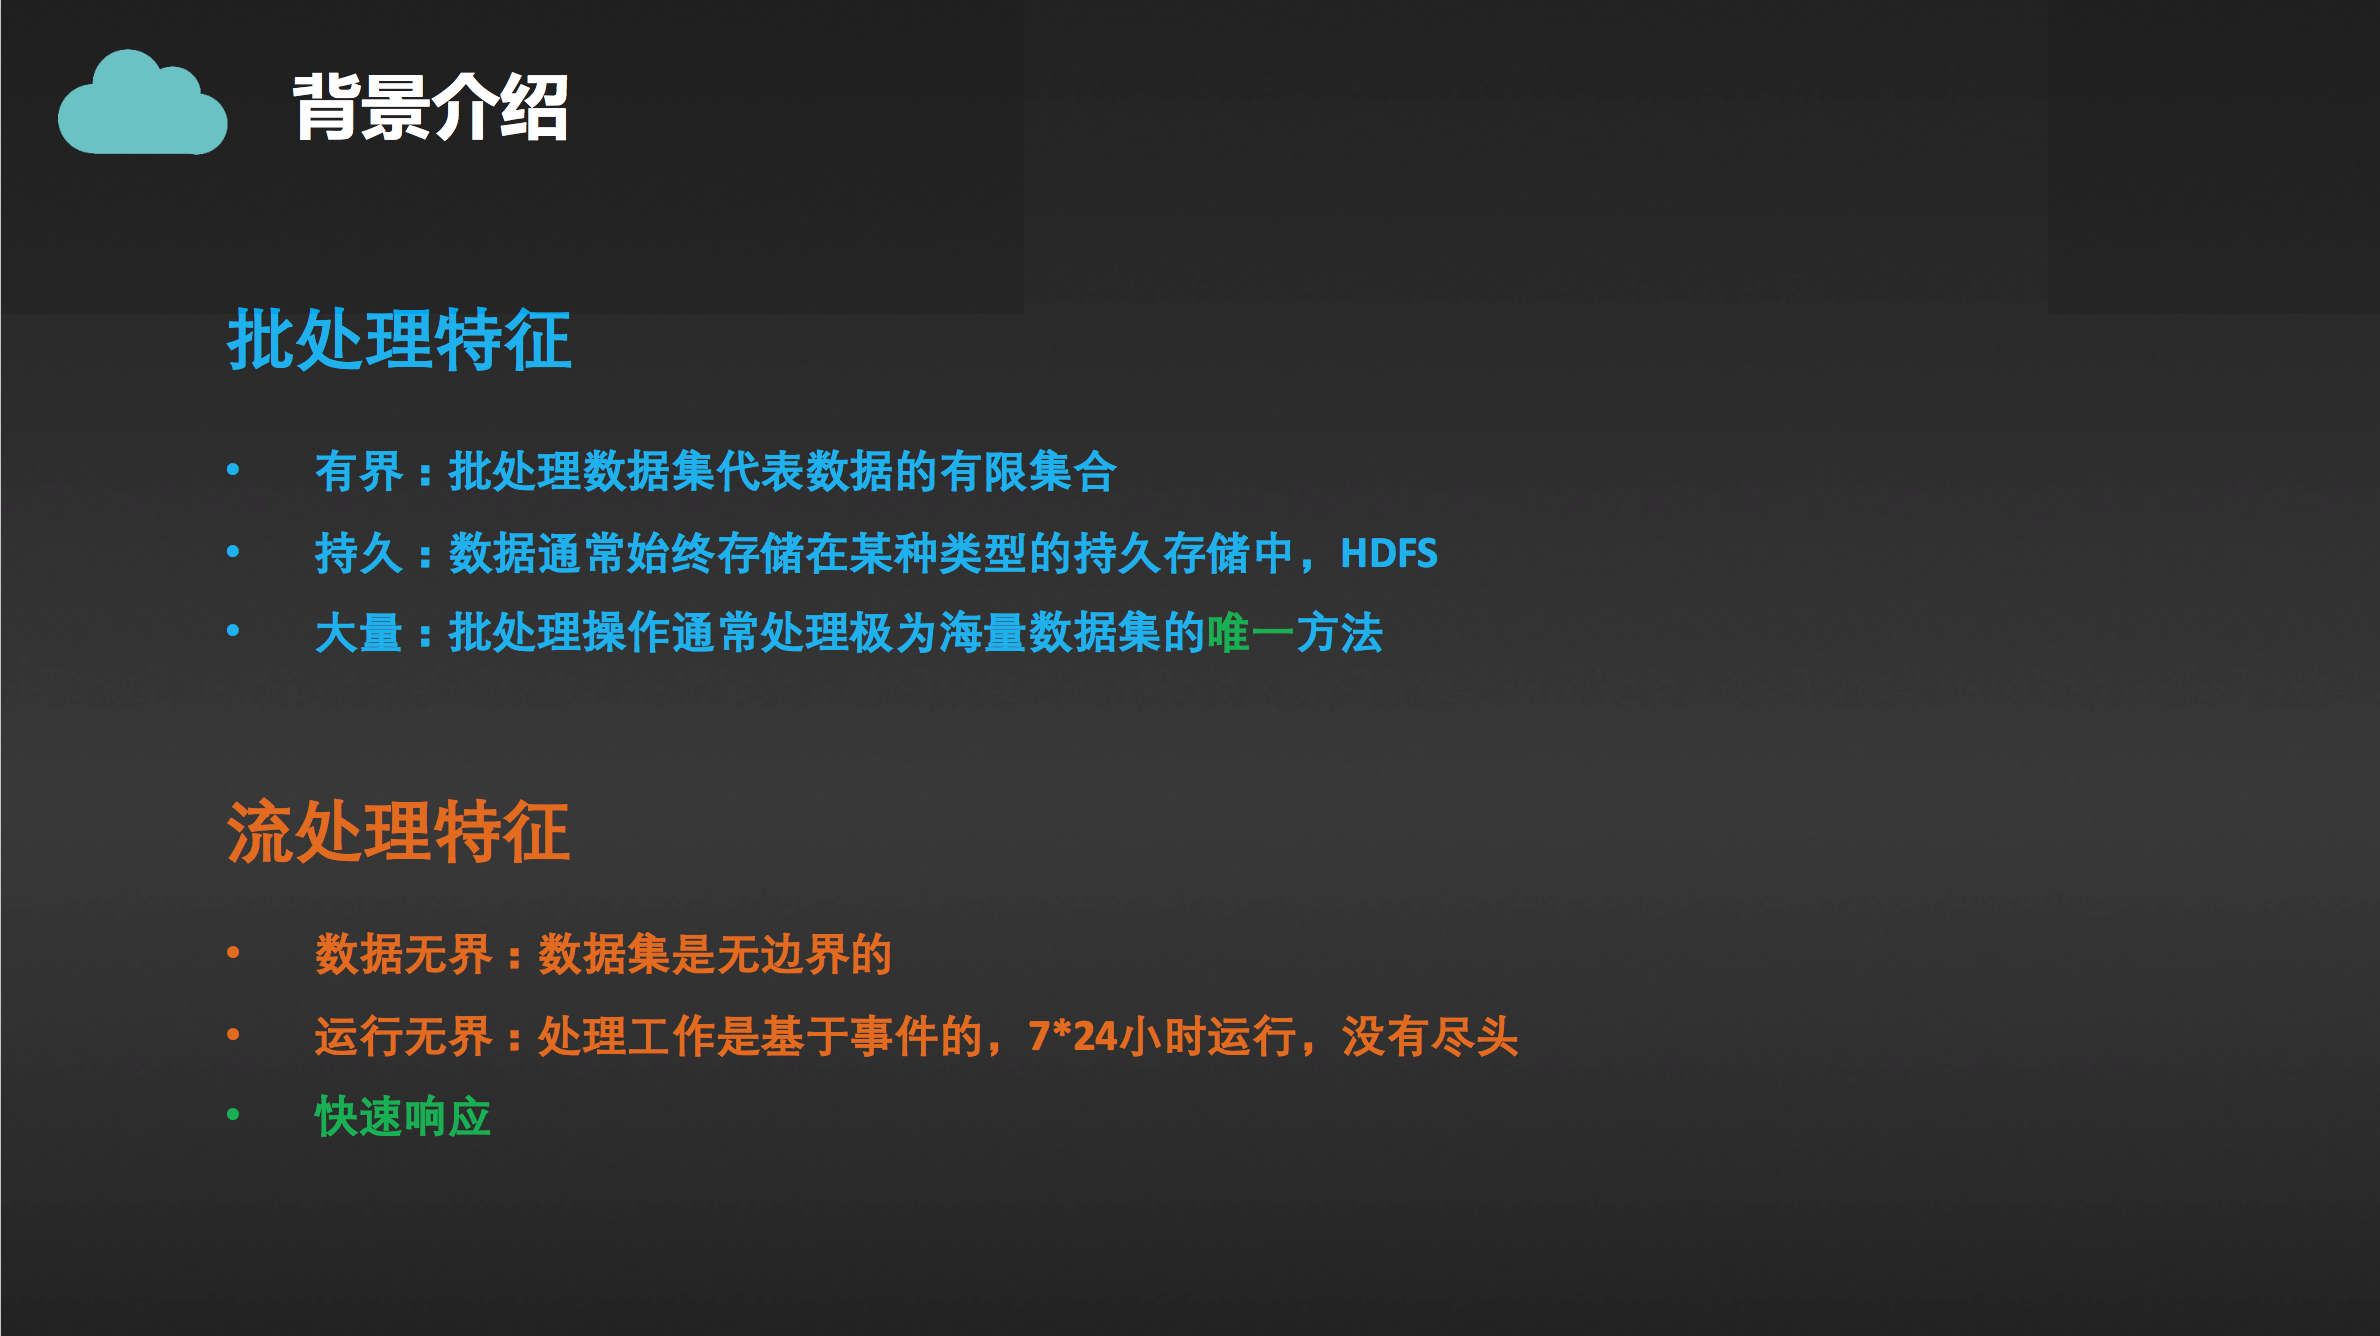 背景介绍
批处理特征
• 有界：批处理数据集代表数据的有限集合
• 持久：数据通常始终存储在某种类型的持久存储中，HDFS
• 大量：批处理操作通常处理极为海量数据集的唯一方法
流处理特征
• 数据无界：数据集是无边界的
• 运行无界：处理工作是基于事件的，7*24小时运行，没有尽头
• 快速响应